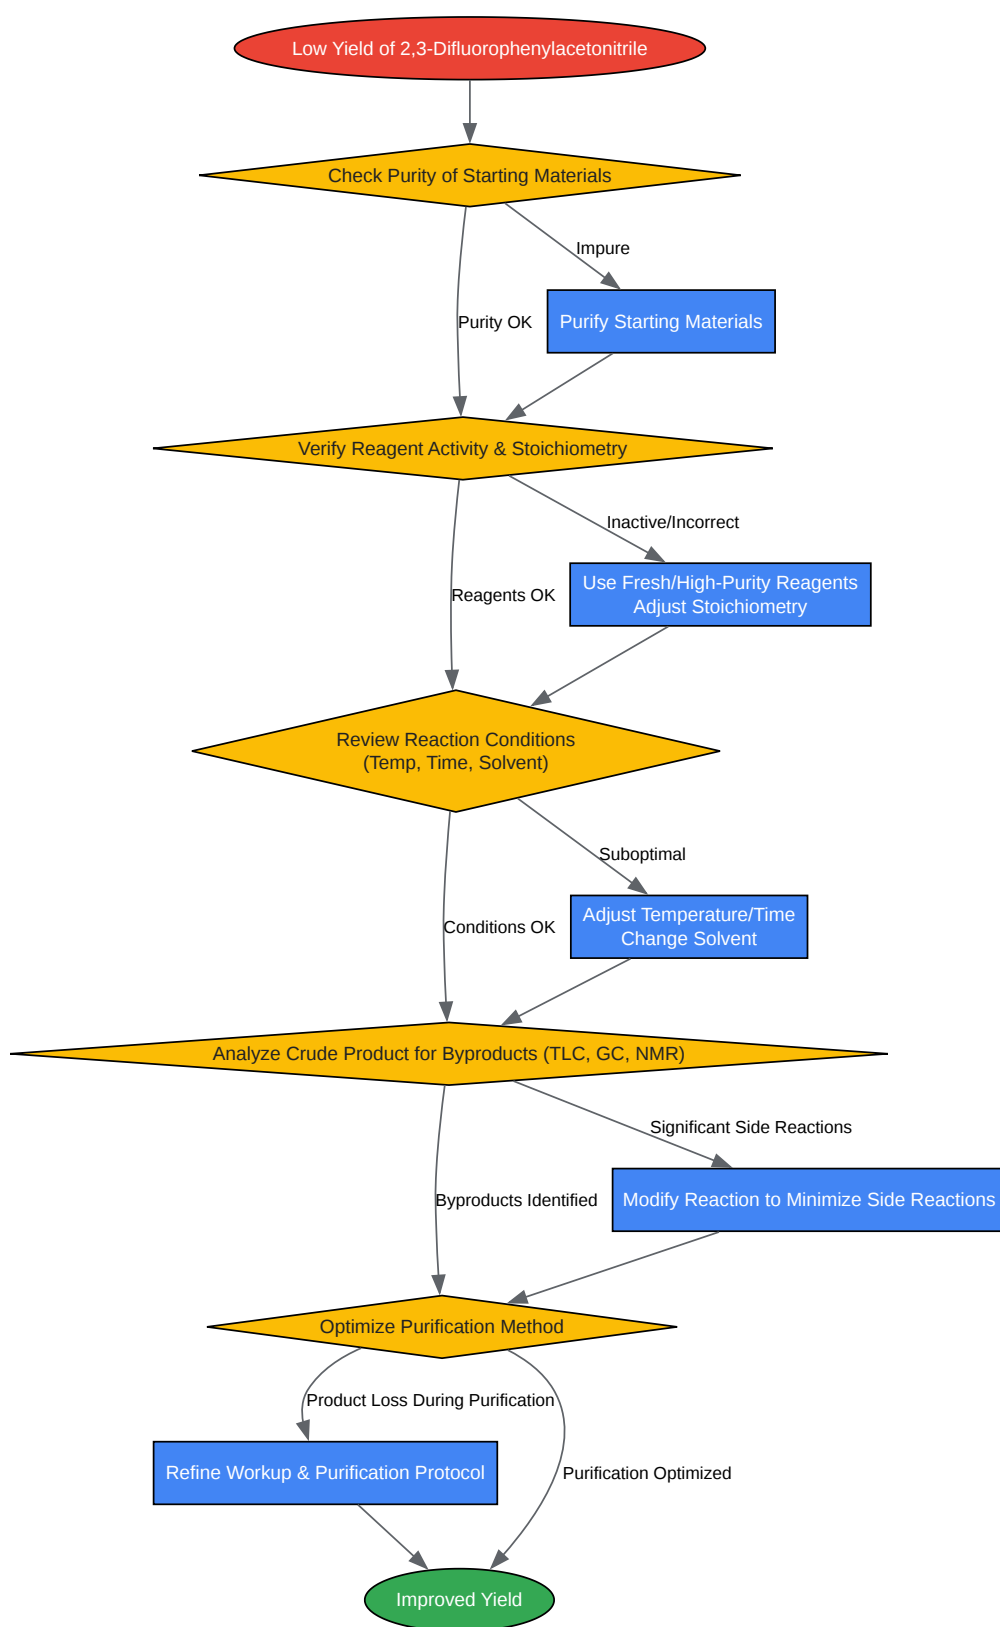 Low Yield of 2,3-Difluorophenylacetonitrile
Check Purity of Starting Materials
Impure
Purity OK
Purify Starting Materials
Verify Reagent Activity & Stoichiometry
Inactive/Incorrect
Reagents OK
Use Fresh/High-Purity Reagents
Adjust Stoichiometry
Review Reaction Conditions
(Temp, Time, Solvent)
Suboptimal
Conditions OK
Adjust Temperature/Time
Change Solvent
Analyze Crude Product for Byproducts (TLC, GC, NMR)
Significant Side Reactions
Byproducts Identified
Modify Reaction to Minimize Side Reactions
Optimize Purification Method
Product Loss During Purification
Refine Workup & Purification Protocol
Purification Optimized
Improved Yield